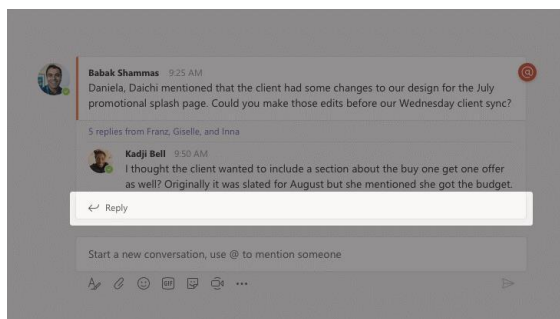 Babak Shammas 9:25 AM
Daniela, Daichi mentioned that the client had some changes to our design for the July
promotional splash page. Could you make those edits before our Wednesday client sync?
5 replies from Franz, Giselle, and Inna
Kadji Bell 9:50 AM
I thought the client wanted to include a section about the buy one get one offer
as well? Originally it was slated for August but she mentioned she got the budget.
Reply
Start a new conversation, use @ to mention someone
GIF